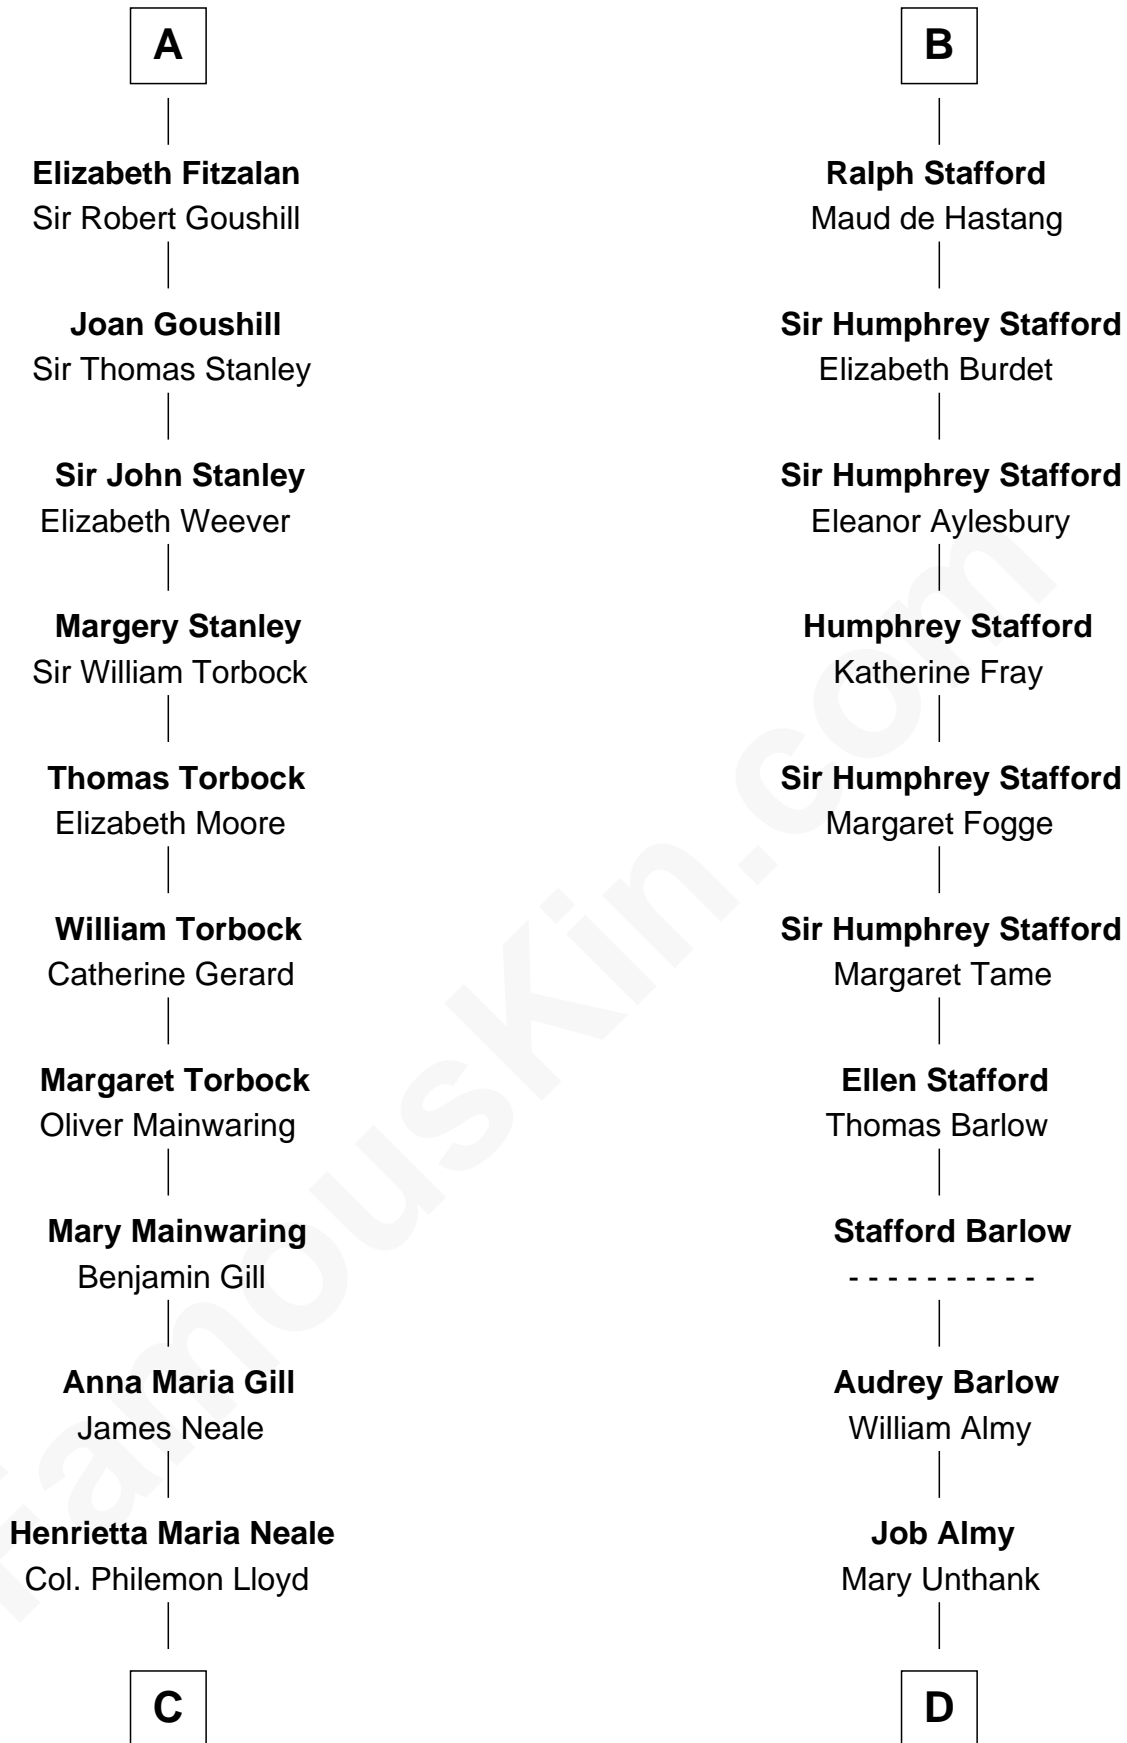 A
Elizabeth Fitzalan
Sir Robert Goushill
Joan Goushill
Sir Thomas Stanley
Sir John Stanley
Elizabeth Weever
Margery Stanley
Sir William Torbock
Thomas Torbock
Elizabeth Moore
William Torbock
Catherine Gerard
Margaret Torbock
Oliver Mainwaring
Mary Mainwaring
Benjamin Gill
Anna Maria Gill
James Neale
Henrietta Maria Neale
Col. Philemon Lloyd
C
B
Ralph Stafford
Maud de Hastang
Sir Humphrey Stafford
Elizabeth Burdet
Sir Humphrey Stafford
Eleanor Aylesbury
Humphrey Stafford
Katherine Fray
Sir Humphrey Stafford
Margaret Fogge
Sir Humphrey Stafford
Margaret Tame
Ellen Stafford
Thomas Barlow
Stafford Barlow
- - - - - - - - - -
Audrey Barlow
William Almy
Job Almy
Mary Unthank
D
FamousKin.com